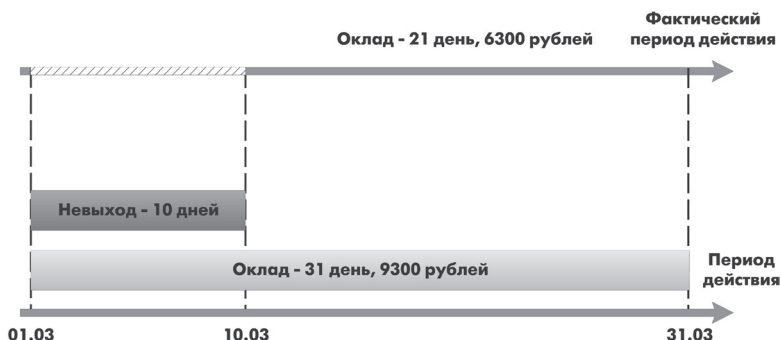 Фактический
период действия
Оклад - 21 день, 6300 рублей
Невыход - 10 дней
Оклад - 31 день, 9300 рублей
Период
действия
01.03
10.03
31.03